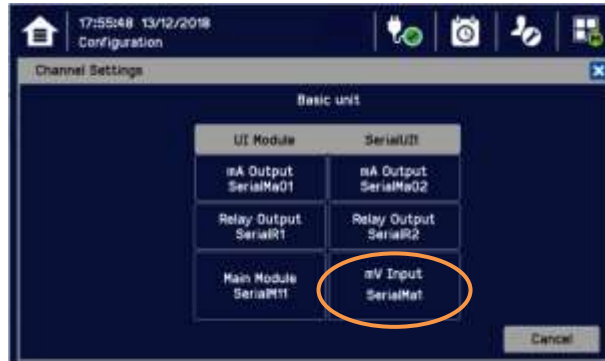 17:55:48 13/12/2018
Configuration
Channel Settings
Basic unit
UI Module SerialUI1
mA Output mA Output
SerialMa01 SerialMa02
Relay Output Relay Output
SerialR1 SerialR2
Main Module mV Input
SerialM11 SerialMat
Cancel